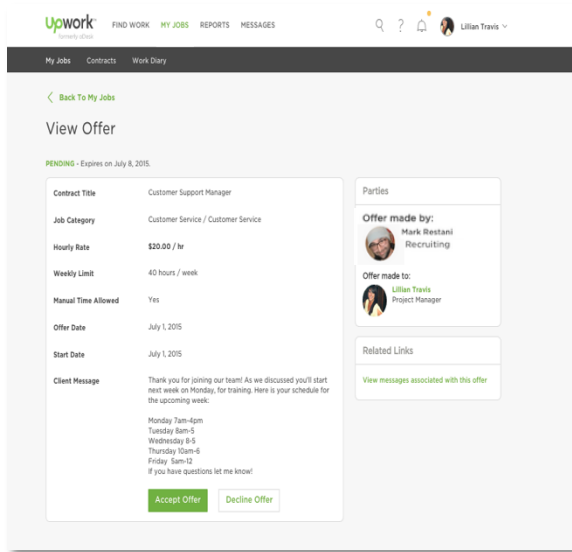 Upwork
formerly oDesk
FIND WORK MY JOBS REPORTS MESSAGES
? Lillian Travis
My Jobs Contracts Work Diary
Back To My Jobs
View Offer
PENDING - Expires on July 8, 2015.
Contract Title Customer Support Manager
Job Category Customer Service / Customer Service
Hourly Rate $20.00 / hr
Weekly Limit 40 hours / week
Manual Time Allowed Yes
Offer Date July 1, 2015
Start Date July 1, 2015
Client Message Thank you for joining our team! As we discussed you'll start
next week on Monday, for training. Here is your schedule for
the upcoming week:
Monday 7am-4pm
Tuesday 8am-5
Wednesday 8-5
Thursday 10am-6
Friday 5am-12
If you have questions let me know!
Accept Offer Decline Offer
Parties
Offer made by:
Mark Restani
Recruiting
Offer made to:
Lillian Travis
Project Manager
Related Links
View messages associated with this offer